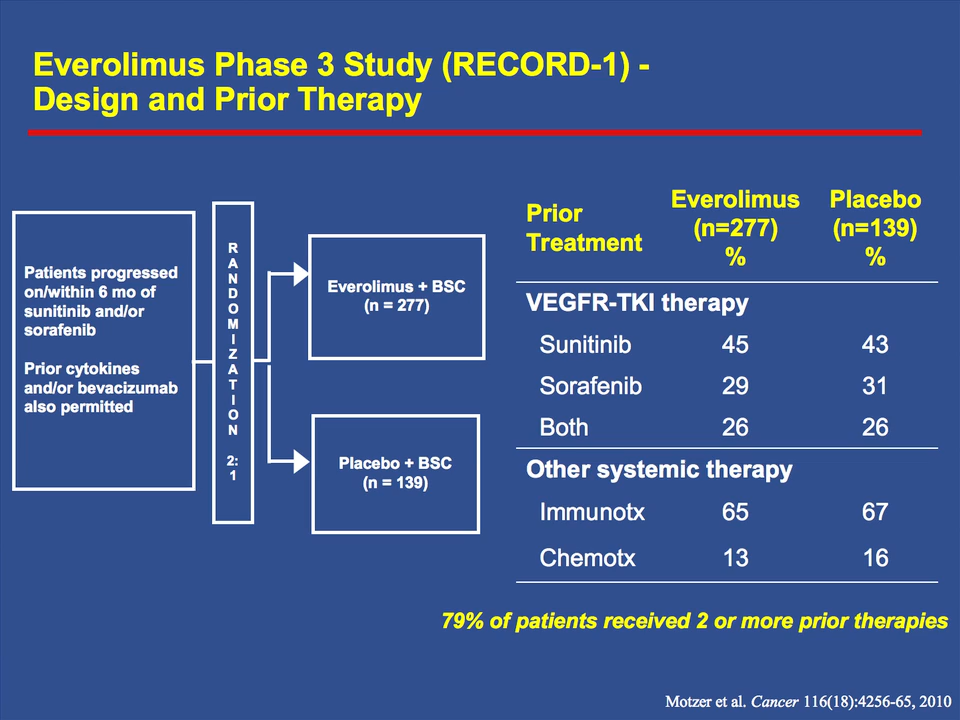 Everolimus Phase 3 Study (RECORD-1) -
Design and Prior Therapy
Patients progressed
on/within 6 mo of
sunitinib and/or
sorafenib
Prior cytokines
and/or bevacizumab
also permitted
R
A
N
D
O
M
I
Z
A
T
I
O
N
2:
1
Everolimus + BSC
(n = 277)
Placebo + BSC
(n = 139)
Prior
Treatment
Everolimus
(n=277)
%
Placebo
(n=139)
%
VEGFR-TKI therapy
Sunitinib 45 43
Sorafenib 29 31
Both 26 26
Other systemic therapy
Immunotx 65 67
Chemotx 13 16
79% of patients received 2 or more prior therapies
Motzer et al. Cancer 116(18):4256-65, 2010